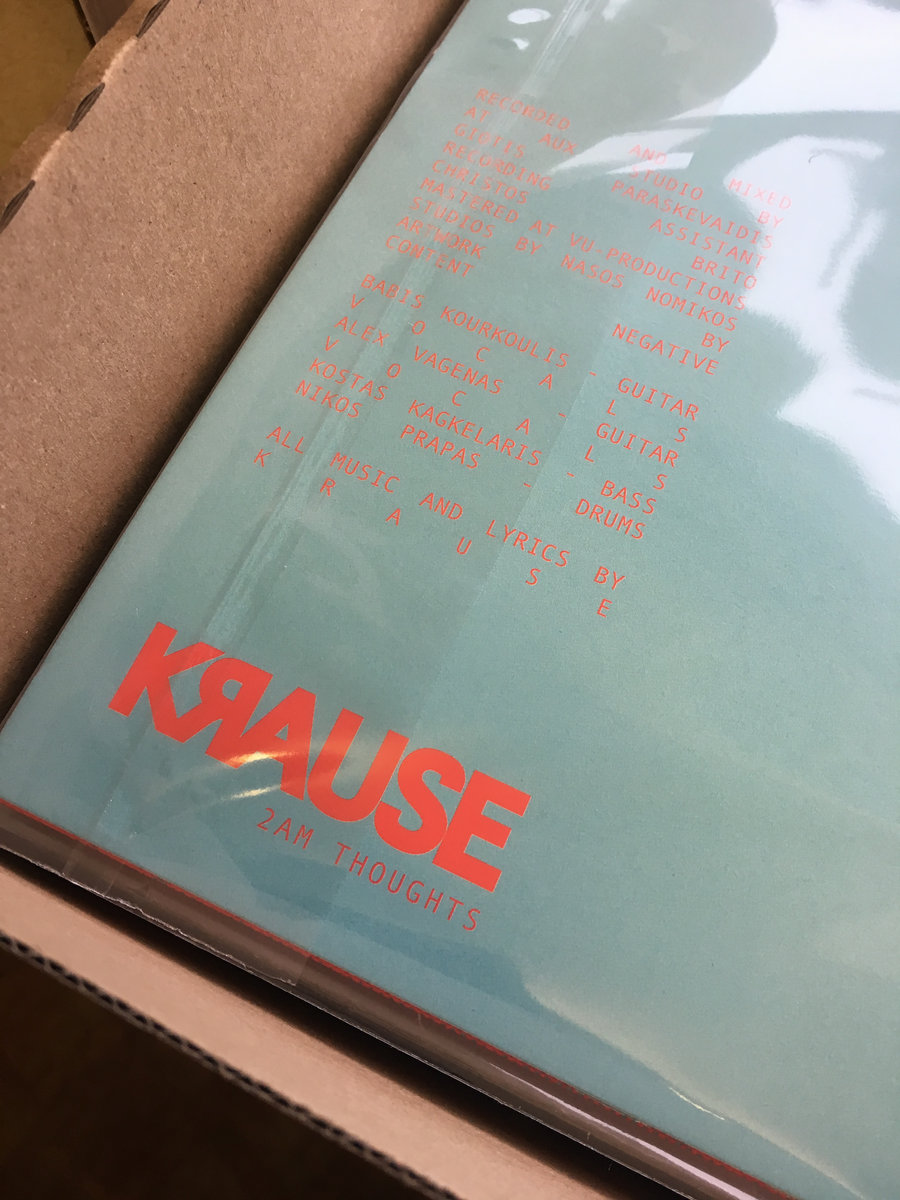 RECORDED AND MIXED
AT AUX STUDIO BY
GIOTIS PARASKEVAIDIS
RECORDING ASSISTANT
CHRISTOS BRITO
MASTERED AT VU-PRODUCTIONS
STUDIOS BY NASOS NOMIKOS
ARTWORK BY
CONTENT NEGATIVE
BABIS KOURKOULIS - GUITAR
V O C A L S
ALEX VAGENAS - GUITAR
V O C A L S
KOSTAS KAGKELARIS - BASS
NIKOS PRAPAS - DRUMS
ALL MUSIC AND LYRICS BY
K R A U S E
KRAUSE
2AM THOUGHTS